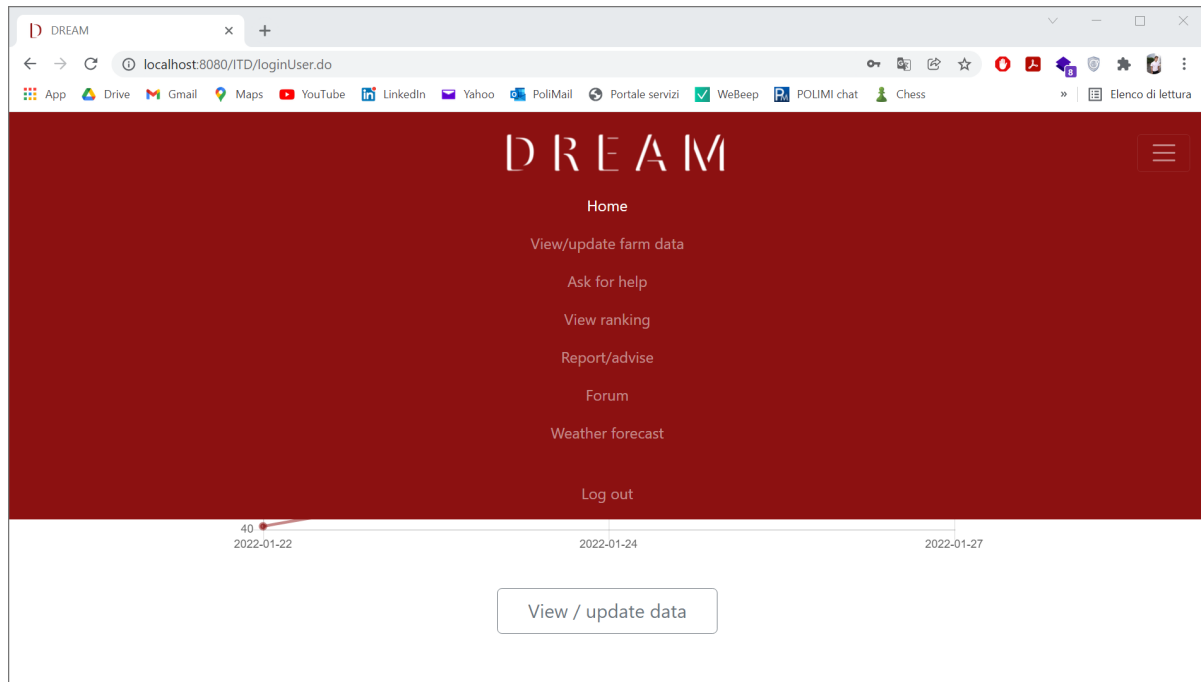 DREAM
localhost:8080/ITD/loginUser.do
8
App Drive Gmail Maps YouTube LinkedIn Yahoo PoliMail Portale servizi WeBeep POLIMI chat Chess » Elenco di lettura
DREAM
Home
View/update farm data
Ask for help
View ranking
Report/advise
Forum
Weather forecast
Log out
40
2022-01-22 2022-01-24 2022-01-27
View / update data